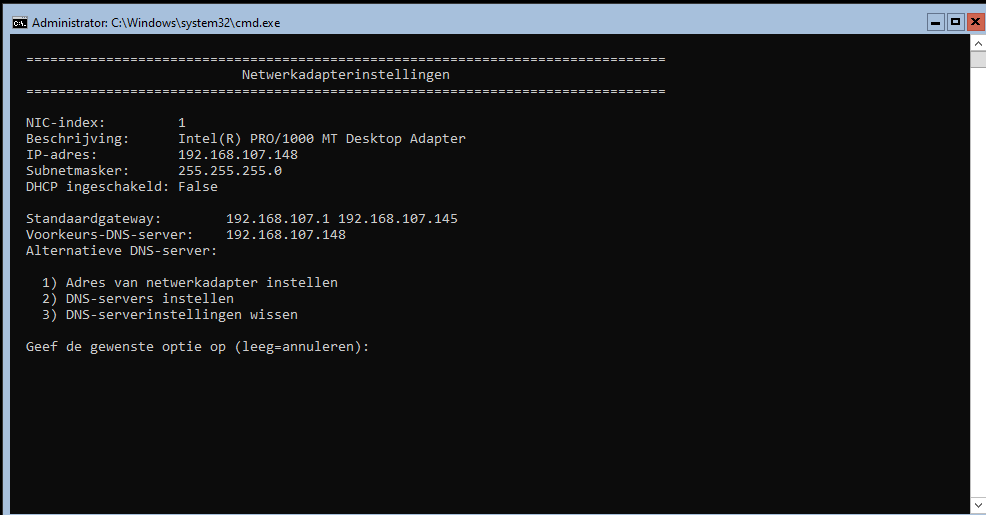 Administrator: C:\Windows\system32\cmd.exe
================================================================================
Netwerkadapterinstellingen
================================================================================
NIC-index: 1
Beschrijving: Intel(R) PRO/1000 MT Desktop Adapter
IP-adres: 192.168.107.148
Subnetmasker: 255.255.255.0
DHCP ingeschakeld: False
Standaardgateway: 192.168.107.1 192.168.107.145
Voorkeurs-DNS-server: 192.168.107.148
Alternatieve DNS-server:
1) Adres van netwerkadapter instellen
2) DNS-servers instellen
3) DNS-serverinstellingen wissen
Geef de gewenste optie op (leeg=annuleren):